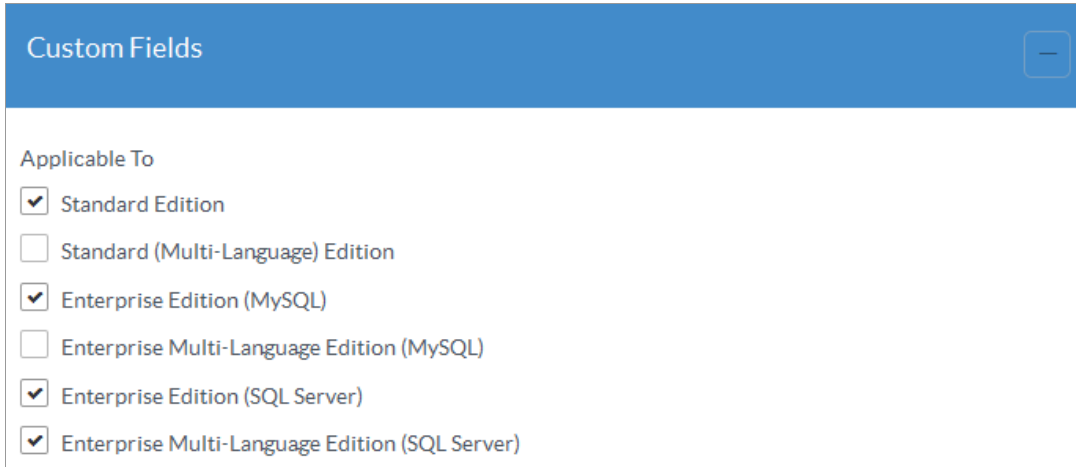 Custom Fields
Applicable To
Standard Edition
Standard (Multi-Language) Edition
Enterprise Edition (MySQL)
Enterprise Multi-Language Edition (MySQL)
Enterprise Edition (SQL Server)
Enterprise Multi-Language Edition (SQL Server)